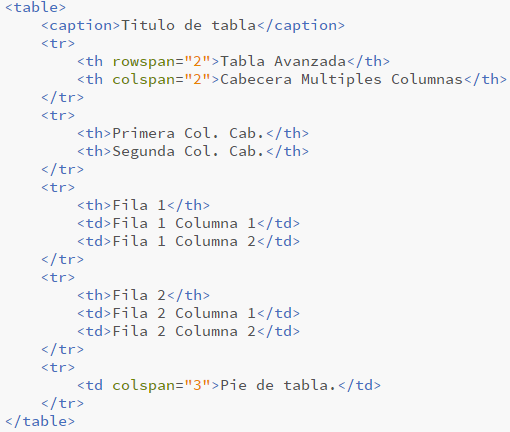 <table>
    <caption>Titulo de tabla</caption>
    <tr>
        <th rowspan="2">Tabla Avanzada</th>
        <th colspan="2">Cabecera Multiples Columnas</th>
    </tr>
    <tr>
        <th>Primera Col. Cab.</th>
        <th>Segunda Col. Cab.</th>
    </tr>
    <tr>
        <th>Fila 1</th>
        <td>Fila 1 Columna 1</td>
        <td>Fila 1 Columna 2</td>
    </tr>
    <tr>
        <th>Fila 2</th>
        <td>Fila 2 Columna 1</td>
        <td>Fila 2 Columna 2</td>
    </tr>
    <tr>
        <td colspan="3">Pie de tabla.</td>
    </tr>
</table>